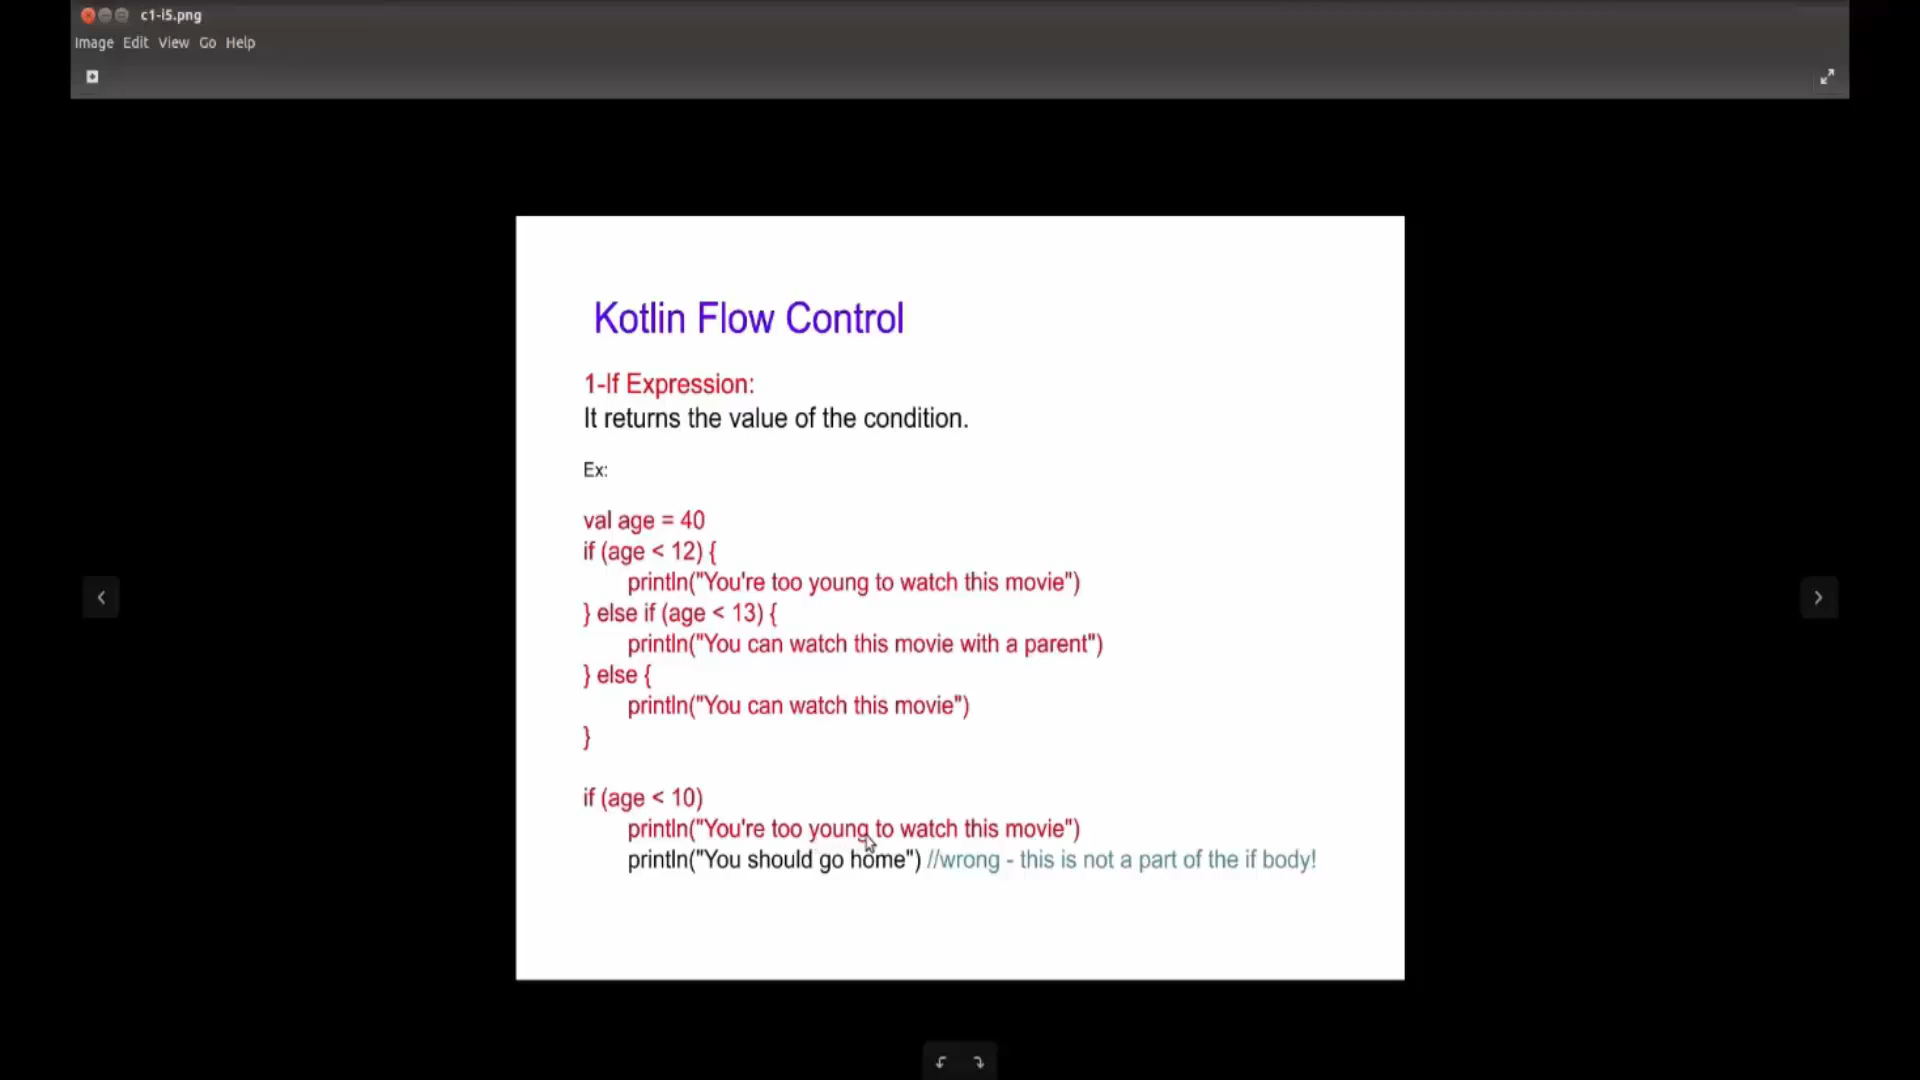 c1-i5.png
Image Edit View Go Help
Kotlin Flow Control
1-If Expression:
It returns the value of the condition.
Ex:
val age = 40
if (age < 12) {
println("You're too young to watch this movie")
} else if (age < 13) {
println("You can watch this movie with a parent")
} else {
println("You can watch this movie")
}
if (age < 10)
println("You're too young to watch this movie")
println("You should go home") //wrong - this is not a part of the if body!